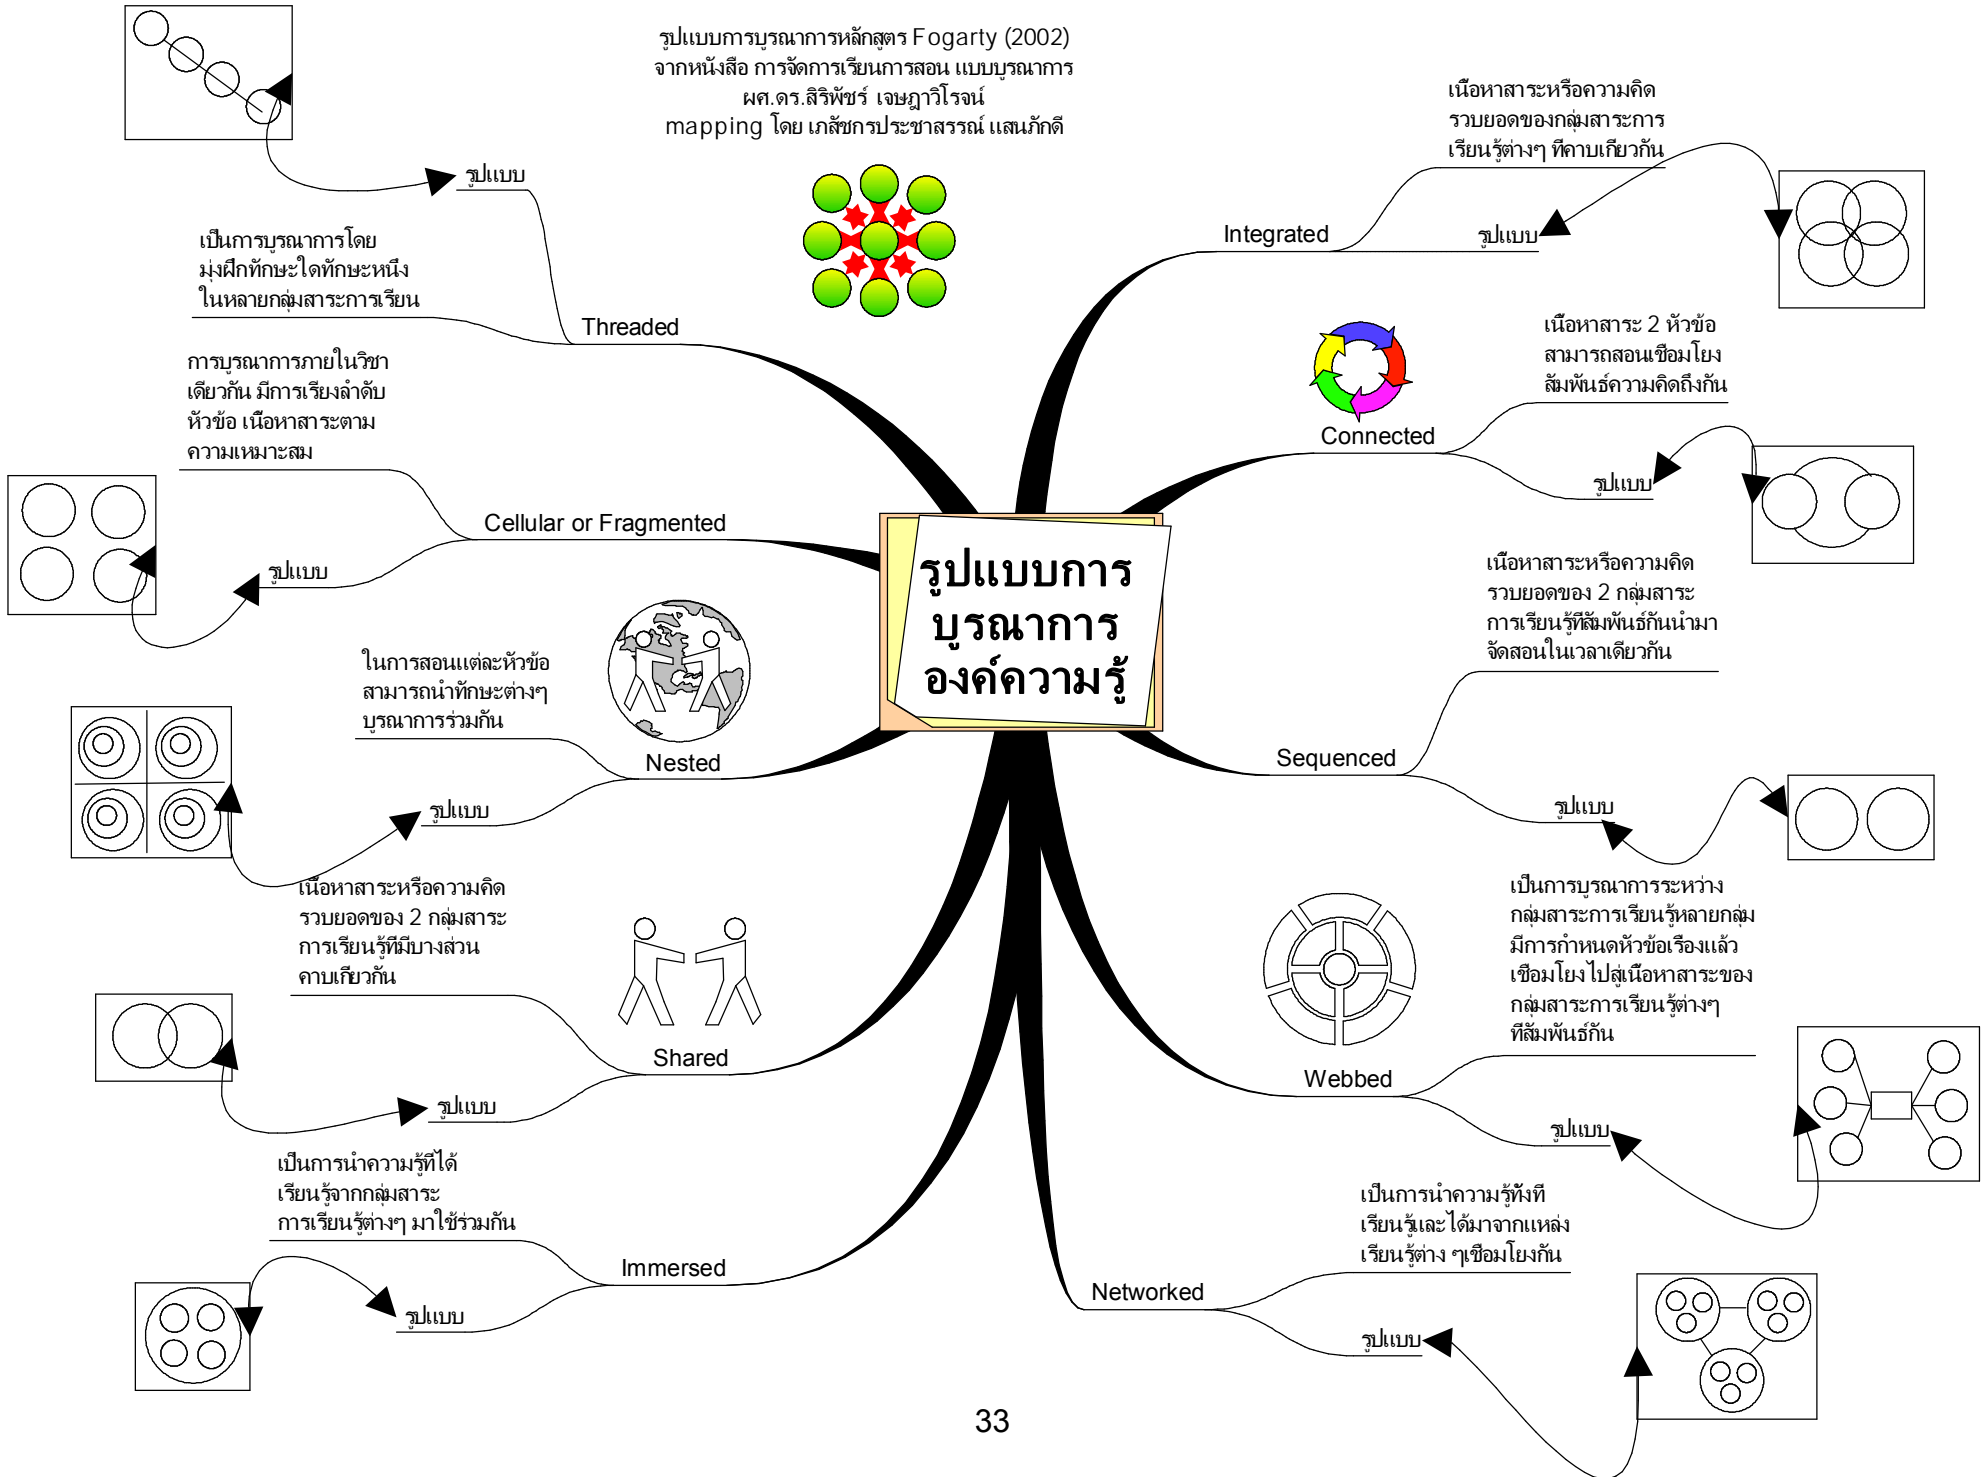 รูปแบบการบูรณาการหลักสูตร Fogarty (2002)
จากหนังสือ การจัดการเรียนการสอน แบบบูรณาการ
ผศ.ดร.สิริพัชร์ เจษฎาวิโรจน์
mapping โดย เภสัชกรประชาสรรณ์ แสนภักดี
รูปแบบการ
บูรณาการ
องค์ความรู้
รูปแบบ
เป็นการบูรณาการโดย
มุ่งฝึกทักษะใดทักษะหนึ่ง
ในหลายกลุ่มสาระการเรียน
Threaded
การบูรณาการภายในวิชา
เดียวกัน มีการเรียงลำดับ
หัวข้อ เนื้อหาสาระตาม
ความเหมาะสม
Cellular or Fragmented
รูปแบบ
ในการสอนแต่ละหัวข้อ
สามารถนำทักษะต่างๆ
บูรณาการร่วมกัน
Nested
รูปแบบ
เนื้อหาสาระหรือความคิด
รวบยอดของ 2 กลุ่มสาระ
การเรียนรู้ที่มีบางส่วน
คาบเกี่ยวกัน
Shared
รูปแบบ
เป็นการนำความรู้ที่ได้
เรียนรู้จากกลุ่มสาระ
การเรียนรู้ต่างๆ มาใช้ร่วมกัน
Immersed
รูปแบบ
เนื้อหาสาระหรือความคิด
รวบยอดของกลุ่มสาระการ
เรียนรู้ต่างๆ ที่คาบเกี่ยวกัน
Integrated
รูปแบบ
เนื้อหาสาระ 2 หัวข้อ
สามารถสอนเชื่อมโยง
สัมพันธ์ความคิดถึงกัน
Connected
รูปแบบ
เนื้อหาสาระหรือความคิด
รวบยอดของ 2 กลุ่มสาระ
การเรียนรู้ที่สัมพันธ์กันนำมา
จัดสอนในเวลาเดียวกัน
Sequenced
รูปแบบ
เป็นการบูรณาการระหว่าง
กลุ่มสาระการเรียนรู้หลายกลุ่ม
มีการกำหนดหัวข้อเรื่องแล้ว
เชื่อมโยงไปสู่เนื้อหาสาระของ
กลุ่มสาระการเรียนรู้ต่างๆ
ที่สัมพันธ์กัน
Webbed
รูปแบบ
เป็นการนำความรู้ทั้งที่
เรียนรู้และได้มาจากแหล่ง
เรียนรู้ต่าง ๆเชื่อมโยงกัน
Networked
รูปแบบ
33